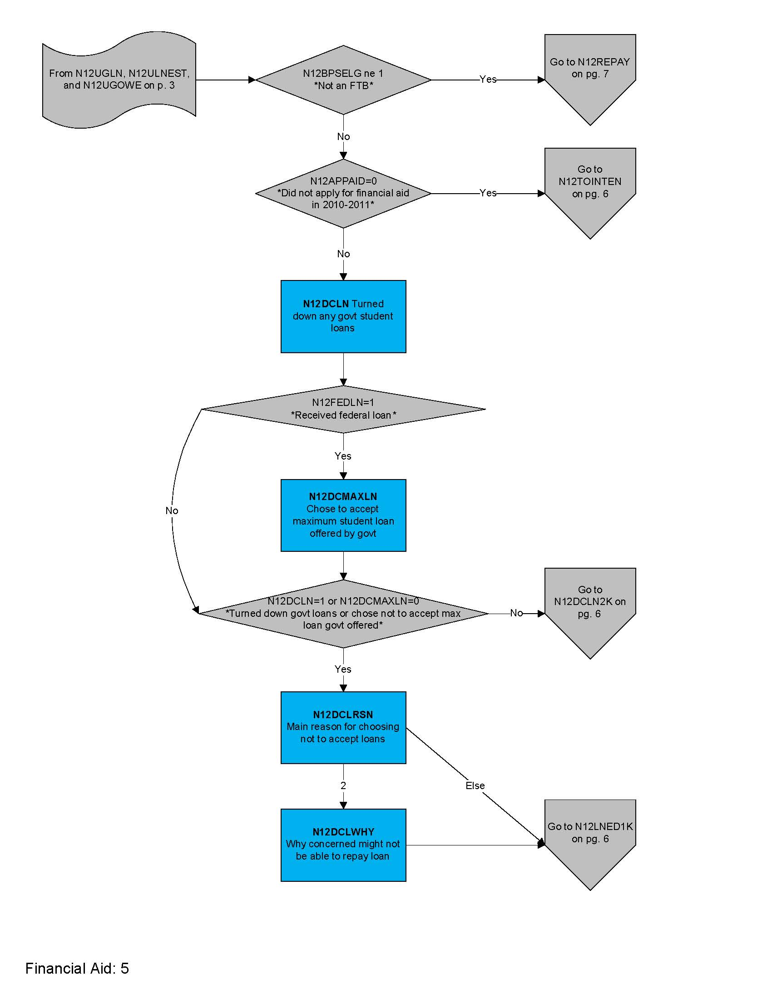 From N12UGLN, N12ULNEST,
and N12UGOWE on p. 3
N12BPSELG ne 1
*Not an FTB*
Yes
Go to N12REPAY
on pg. 7
No
N12APPAID=0
*Did not apply for financial aid
in 2010-2011*
Yes
Go to
N12TOINTEN
on pg. 6
No
N12DCLN Turned
down any govt student
loans
N12FEDLN=1
*Received federal loan*
Yes
No
N12DCMAXLN
Chose to accept
maximum student loan
offered by govt
N12DCLN=1 or N12DCMAXLN=0
*Turned down govt loans or chose not to accept max
loan govt offered*
No
Go to
N12DCLN2K on
pg. 6
Yes
N12DCLRSN
Main reason for choosing
not to accept loans
2
Else
N12DCLWHY
Why concerned might not
be able to repay loan
Go to N12LNED1K
on pg. 6
Financial Aid: 5